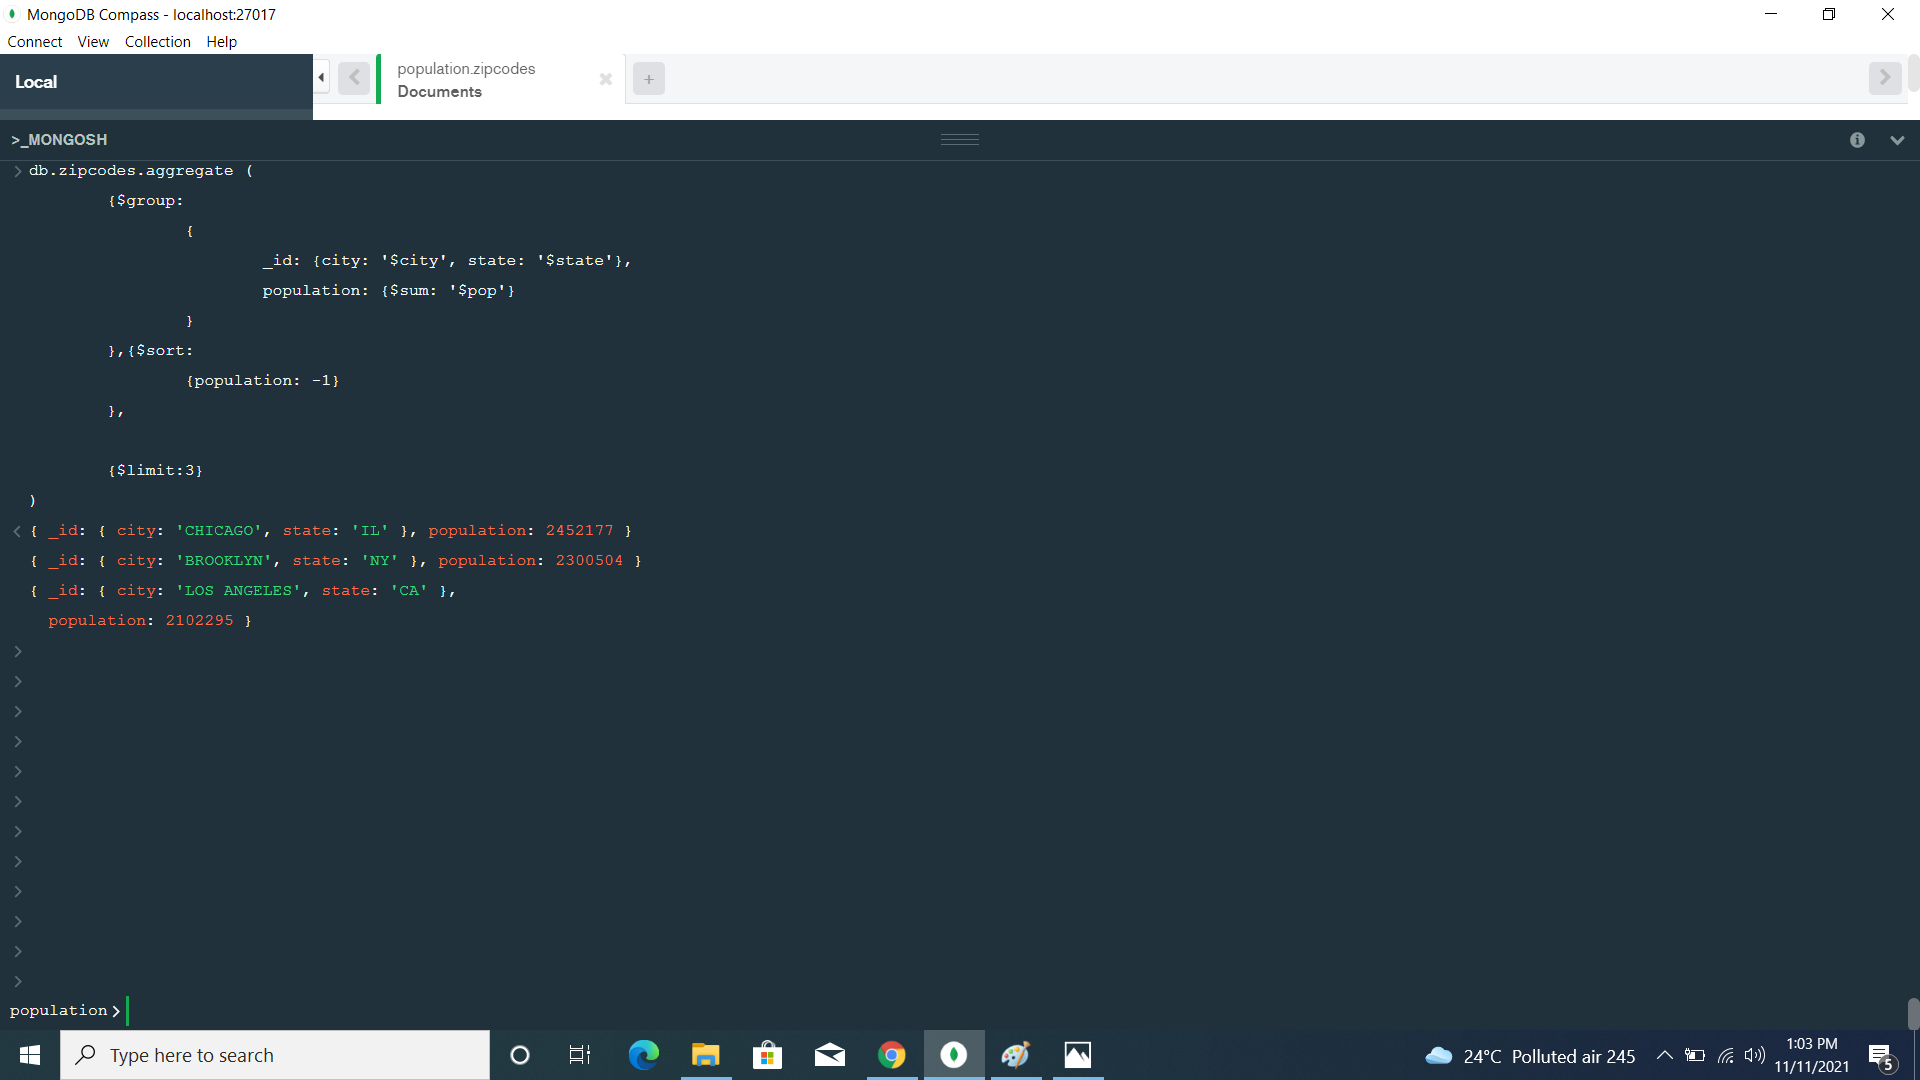 MongoDB Compass - localhost:27017
Connect View Collection Help
Local
population.zipcodes
Documents
+
>_MONGOSH
> db.zipcodes.aggregate (
{$group:
{
_id: {city: '$city', state: '$state'},
population: {$sum: '$pop'}
}
},{$sort:
{population: -1}
},
{$limit:3}
)
< { _id: { city: 'CHICAGO', state: 'IL' }, population: 2452177 }
{ _id: { city: 'BROOKLYN', state: 'NY' }, population: 2300504 }
{ _id: { city: 'LOS ANGELES', state: 'CA' },
population: 2102295 }
>
>
>
>
>
>
>
>
>
>
>
>
population >
Type here to search
24°C Polluted air 245
1:03 PM
11/11/2021
5